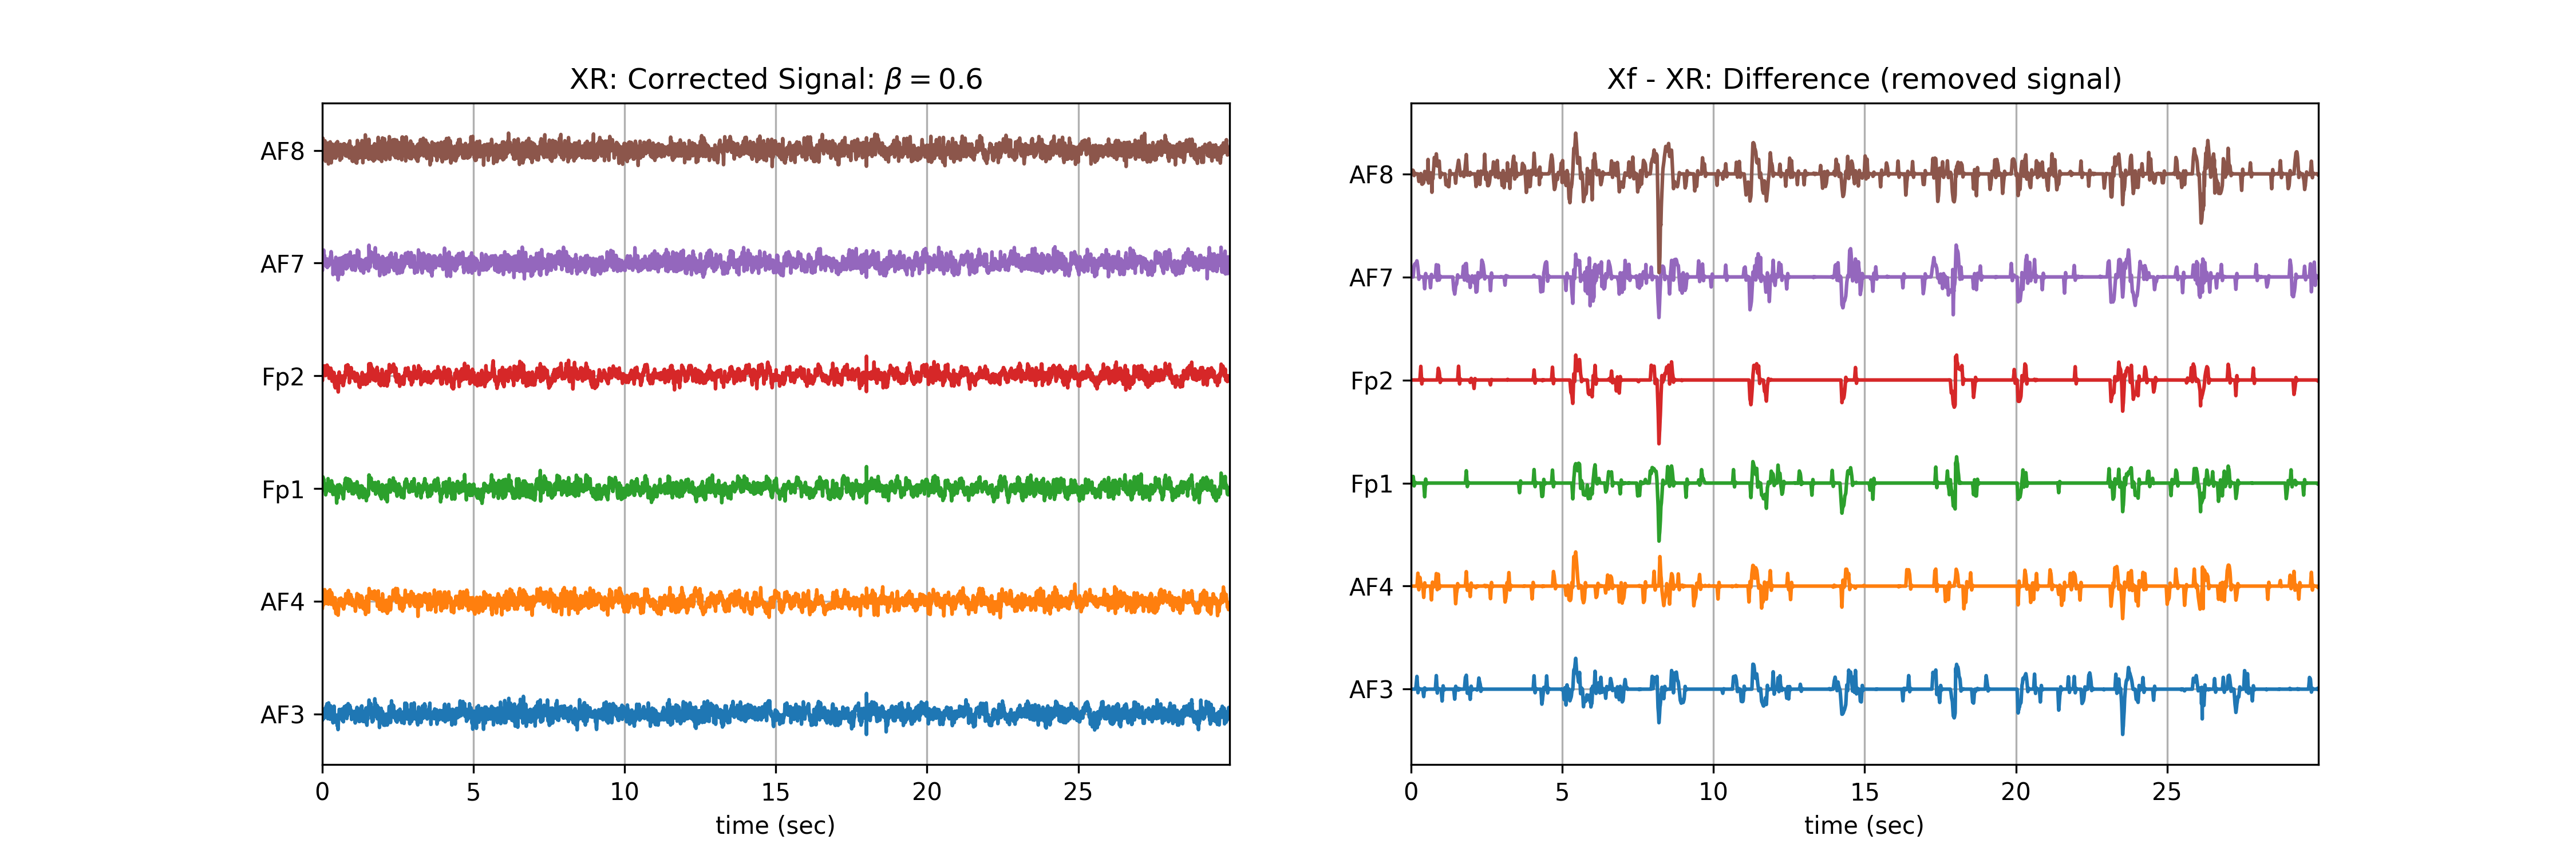 XR: Corrected Signal: β = 0.6
AF8
AF7
Fp2
Fp1
AF4
AF3
0 5 10 15 20 25
time (sec)
Xf - XR: Difference (removed signal)
AF8
AF7
Fp2
Fp1
AF4
AF3
0 5 10 15 20 25
time (sec)